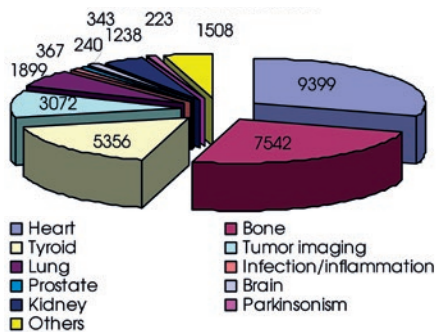 343 223
367 1238 1508
240
1899
9399
3072
5356 7542
Heart Bone
Tyroid Tumor imaging
Lung Infection/inflammation
Prostate Brain
Kidney Parkinsonism
Others